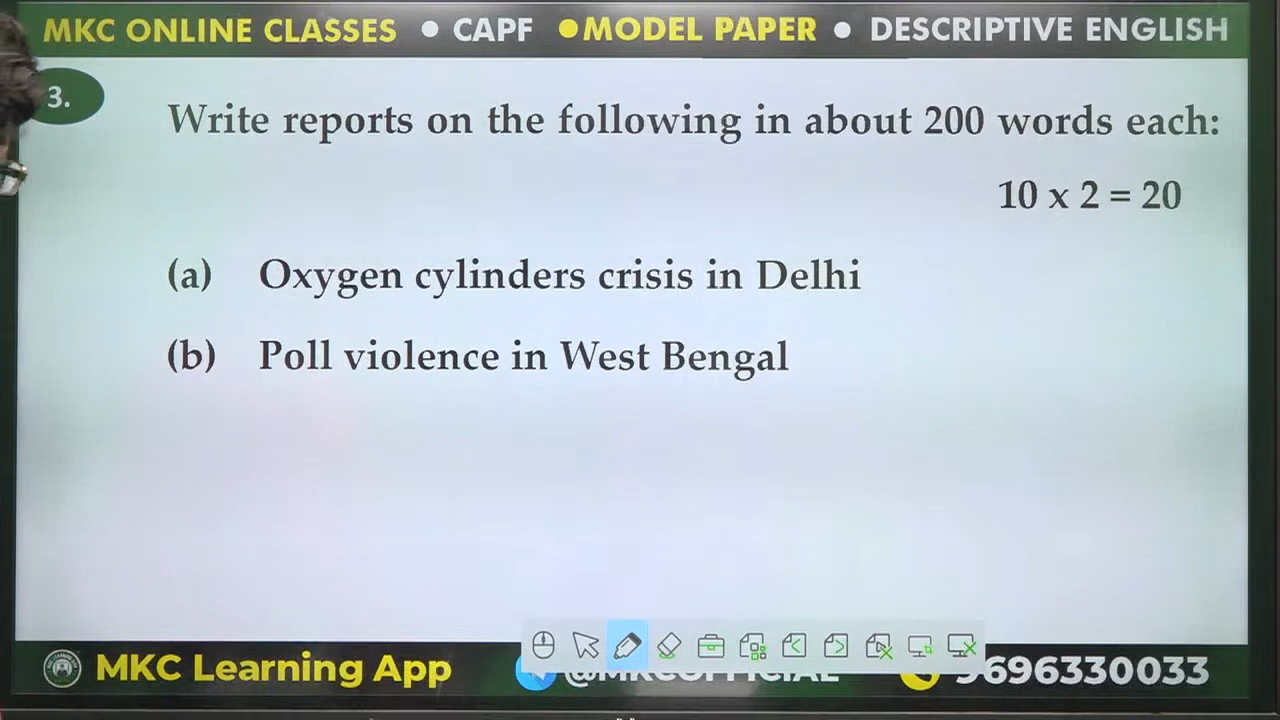 MKC ONLINE CLASSES ● CAPF ● MODEL PAPER ● DESCRIPTIVE ENGLISH
3.
Write reports on the following in about 200 words each:
10 x 2 = 20
(a) Oxygen cylinders crisis in Delhi
(b) Poll violence in West Bengal
MKC Learning App @MKCOFFICIAL 9696330033